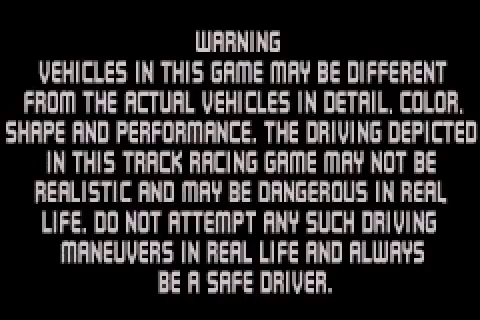 WARNING
VEHICLES IN THIS GAME MAY BE DIFFERENT
FROM THE ACTUAL VEHICLES IN DETAIL, COLOR,
SHAPE AND PERFORMANCE. THE DRIVING DEPICTED
IN THIS TRACK RACING GAME MAY NOT BE
REALISTIC AND MAY BE DANGEROUS IN REAL
LIFE. DO NOT ATTEMPT ANY SUCH DRIVING
MANEUVERS IN REAL LIFE AND ALWAYS
BE A SAFE DRIVER.